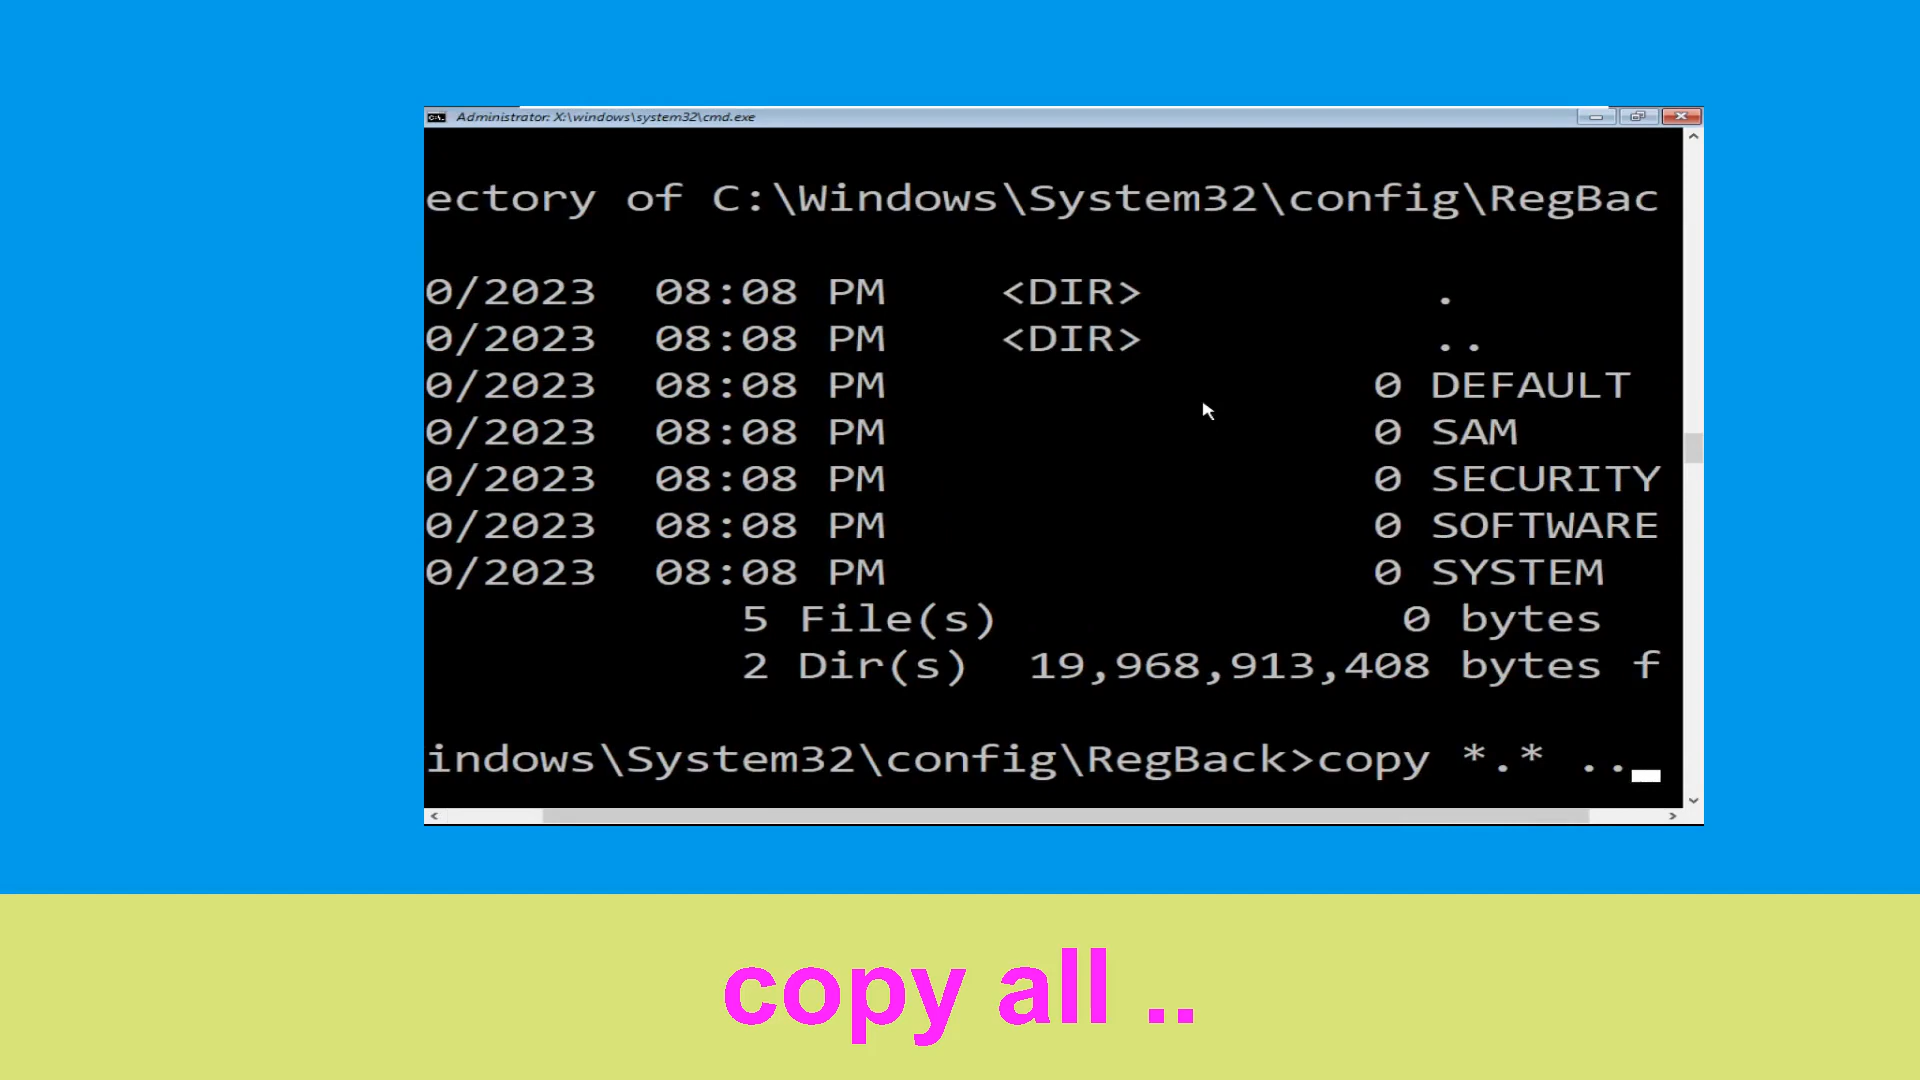 Administrator: X:\windows\system32\cmd.exe
ectory of C:\Windows\System32\config\RegBac
0/2023 08:08 PM <DIR> .
0/2023 08:08 PM <DIR> ..
0/2023 08:08 PM 0 DEFAULT
0/2023 08:08 PM 0 SAM
0/2023 08:08 PM 0 SECURITY
0/2023 08:08 PM 0 SOFTWARE
0/2023 08:08 PM 0 SYSTEM
5 File(s) 0 bytes
2 Dir(s) 19,968,913,408 bytes f
indows\System32\config\RegBack>copy *.* ..
copy all ..